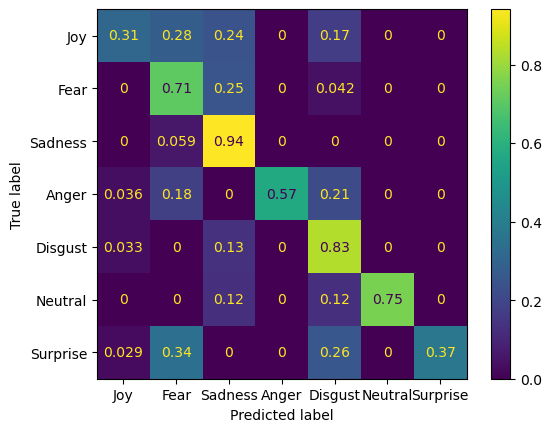 Joy 0.31 0.28 0.24 0 0.17 0 0
Fear 0 0.71 0.25 0 0.042 0 0
Sadness 0 0.059 0.94 0 0 0 0
Anger 0.036 0.18 0 0.57 0.21 0 0
Disgust 0.033 0 0.13 0 0.83 0 0
Neutral 0 0 0.12 0 0.12 0.75 0
Surprise 0.029 0.34 0 0 0.26 0 0.37
Joy Fear Sadness Anger Disgust Neutral Surprise
Predicted label
True label
0.8
0.6
0.4
0.2
0.0